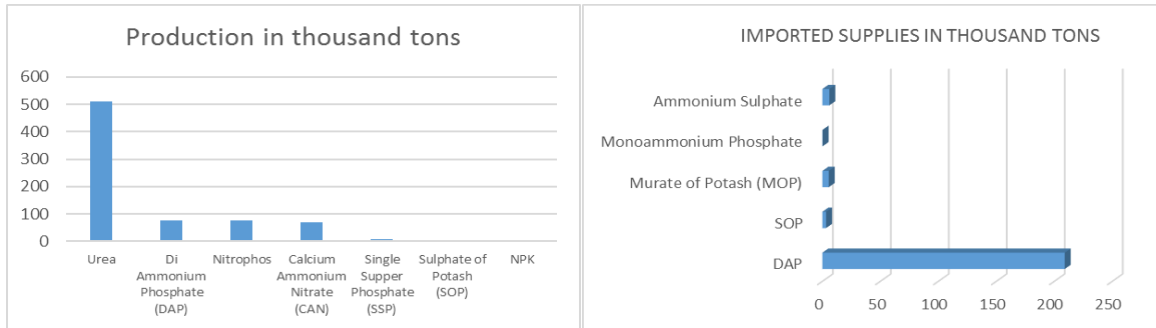 Production in thousand tons
600
500
400
300
200
100
0
Urea
Di
Ammonium
Phosphate
(DAP)
Nitrophos
Calcium
Ammonium
Nitrate
(CAN)
Single
Supper
Phosphate
(SSP)
Sulphate of
Potash
(SOP)
NPK
IMPORTED SUPPLIES IN THOUSAND TONS
Ammonium Sulphate
Monoammonium Phosphate
Murate of Potash (MOP)
SOP
DAP
0 50 100 150 200 250